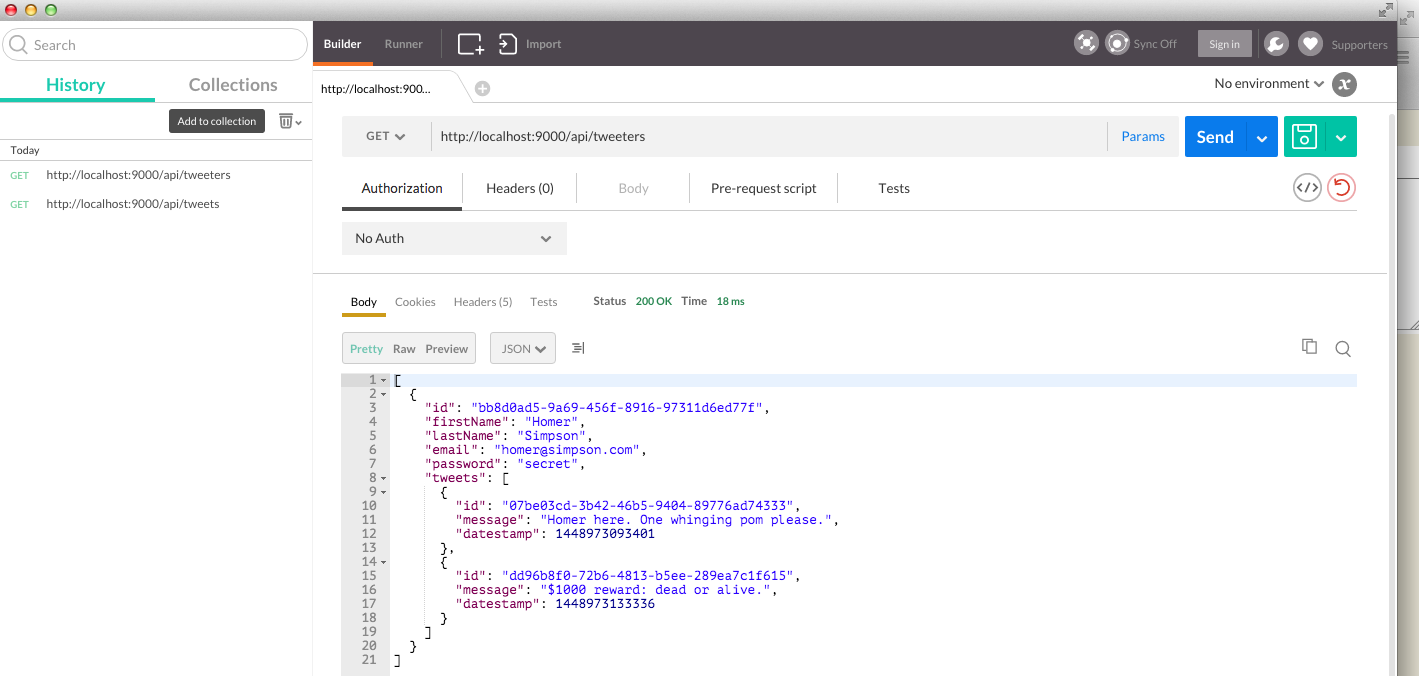 Search
History Collections
Add to collection
Today
GET http://localhost:9000/api/tweeters
GET http://localhost:9000/api/tweets
Builder Runner Import Sync Off Sign in Supporters
http://localhost:900... No environment x
GET http://localhost:9000/api/tweeters Params Send
Authorization Headers (0) Body Pre-request script Tests </>
No Auth
Body Cookies Headers (5) Tests Status 200 OK Time 18 ms
Pretty Raw Preview JSON
1 [
2 {
3 "id": "bb8d0ad5-9a69-456f-8916-97311d6ed77f",
4 "firstName": "Homer",
5 "lastName": "Simpson",
6 "email": "homer@simpson.com",
7 "password": "secret",
8 "tweets": [
9 {
10 "id": "07be03cd-3b42-46b5-9404-89776ad74333",
11 "message": "Homer here. One whinging pom please.",
12 "datestamp": 1448973093401
13 },
14 {
15 "id": "dd96b8f0-72b6-4813-b5ee-289ea7c1f615",
16 "message": "$1000 reward: dead or alive.",
17 "datestamp": 1448973133336
18 }
19 ]
20 }
21 ]